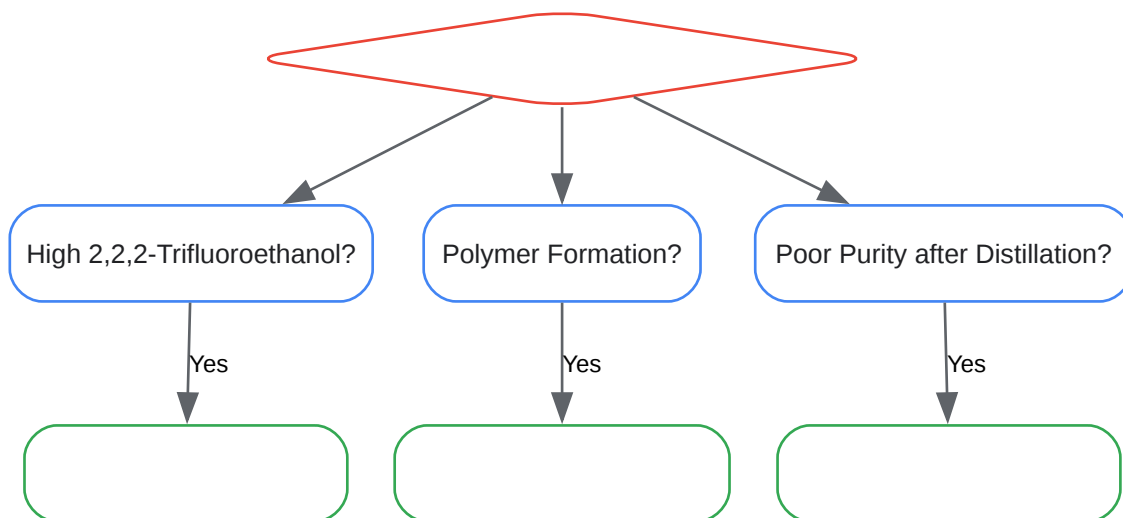 High 2,2,2-Trifluoroethanol?
Polymer Formation?
Poor Purity after Distillation?
Yes
Yes
Yes